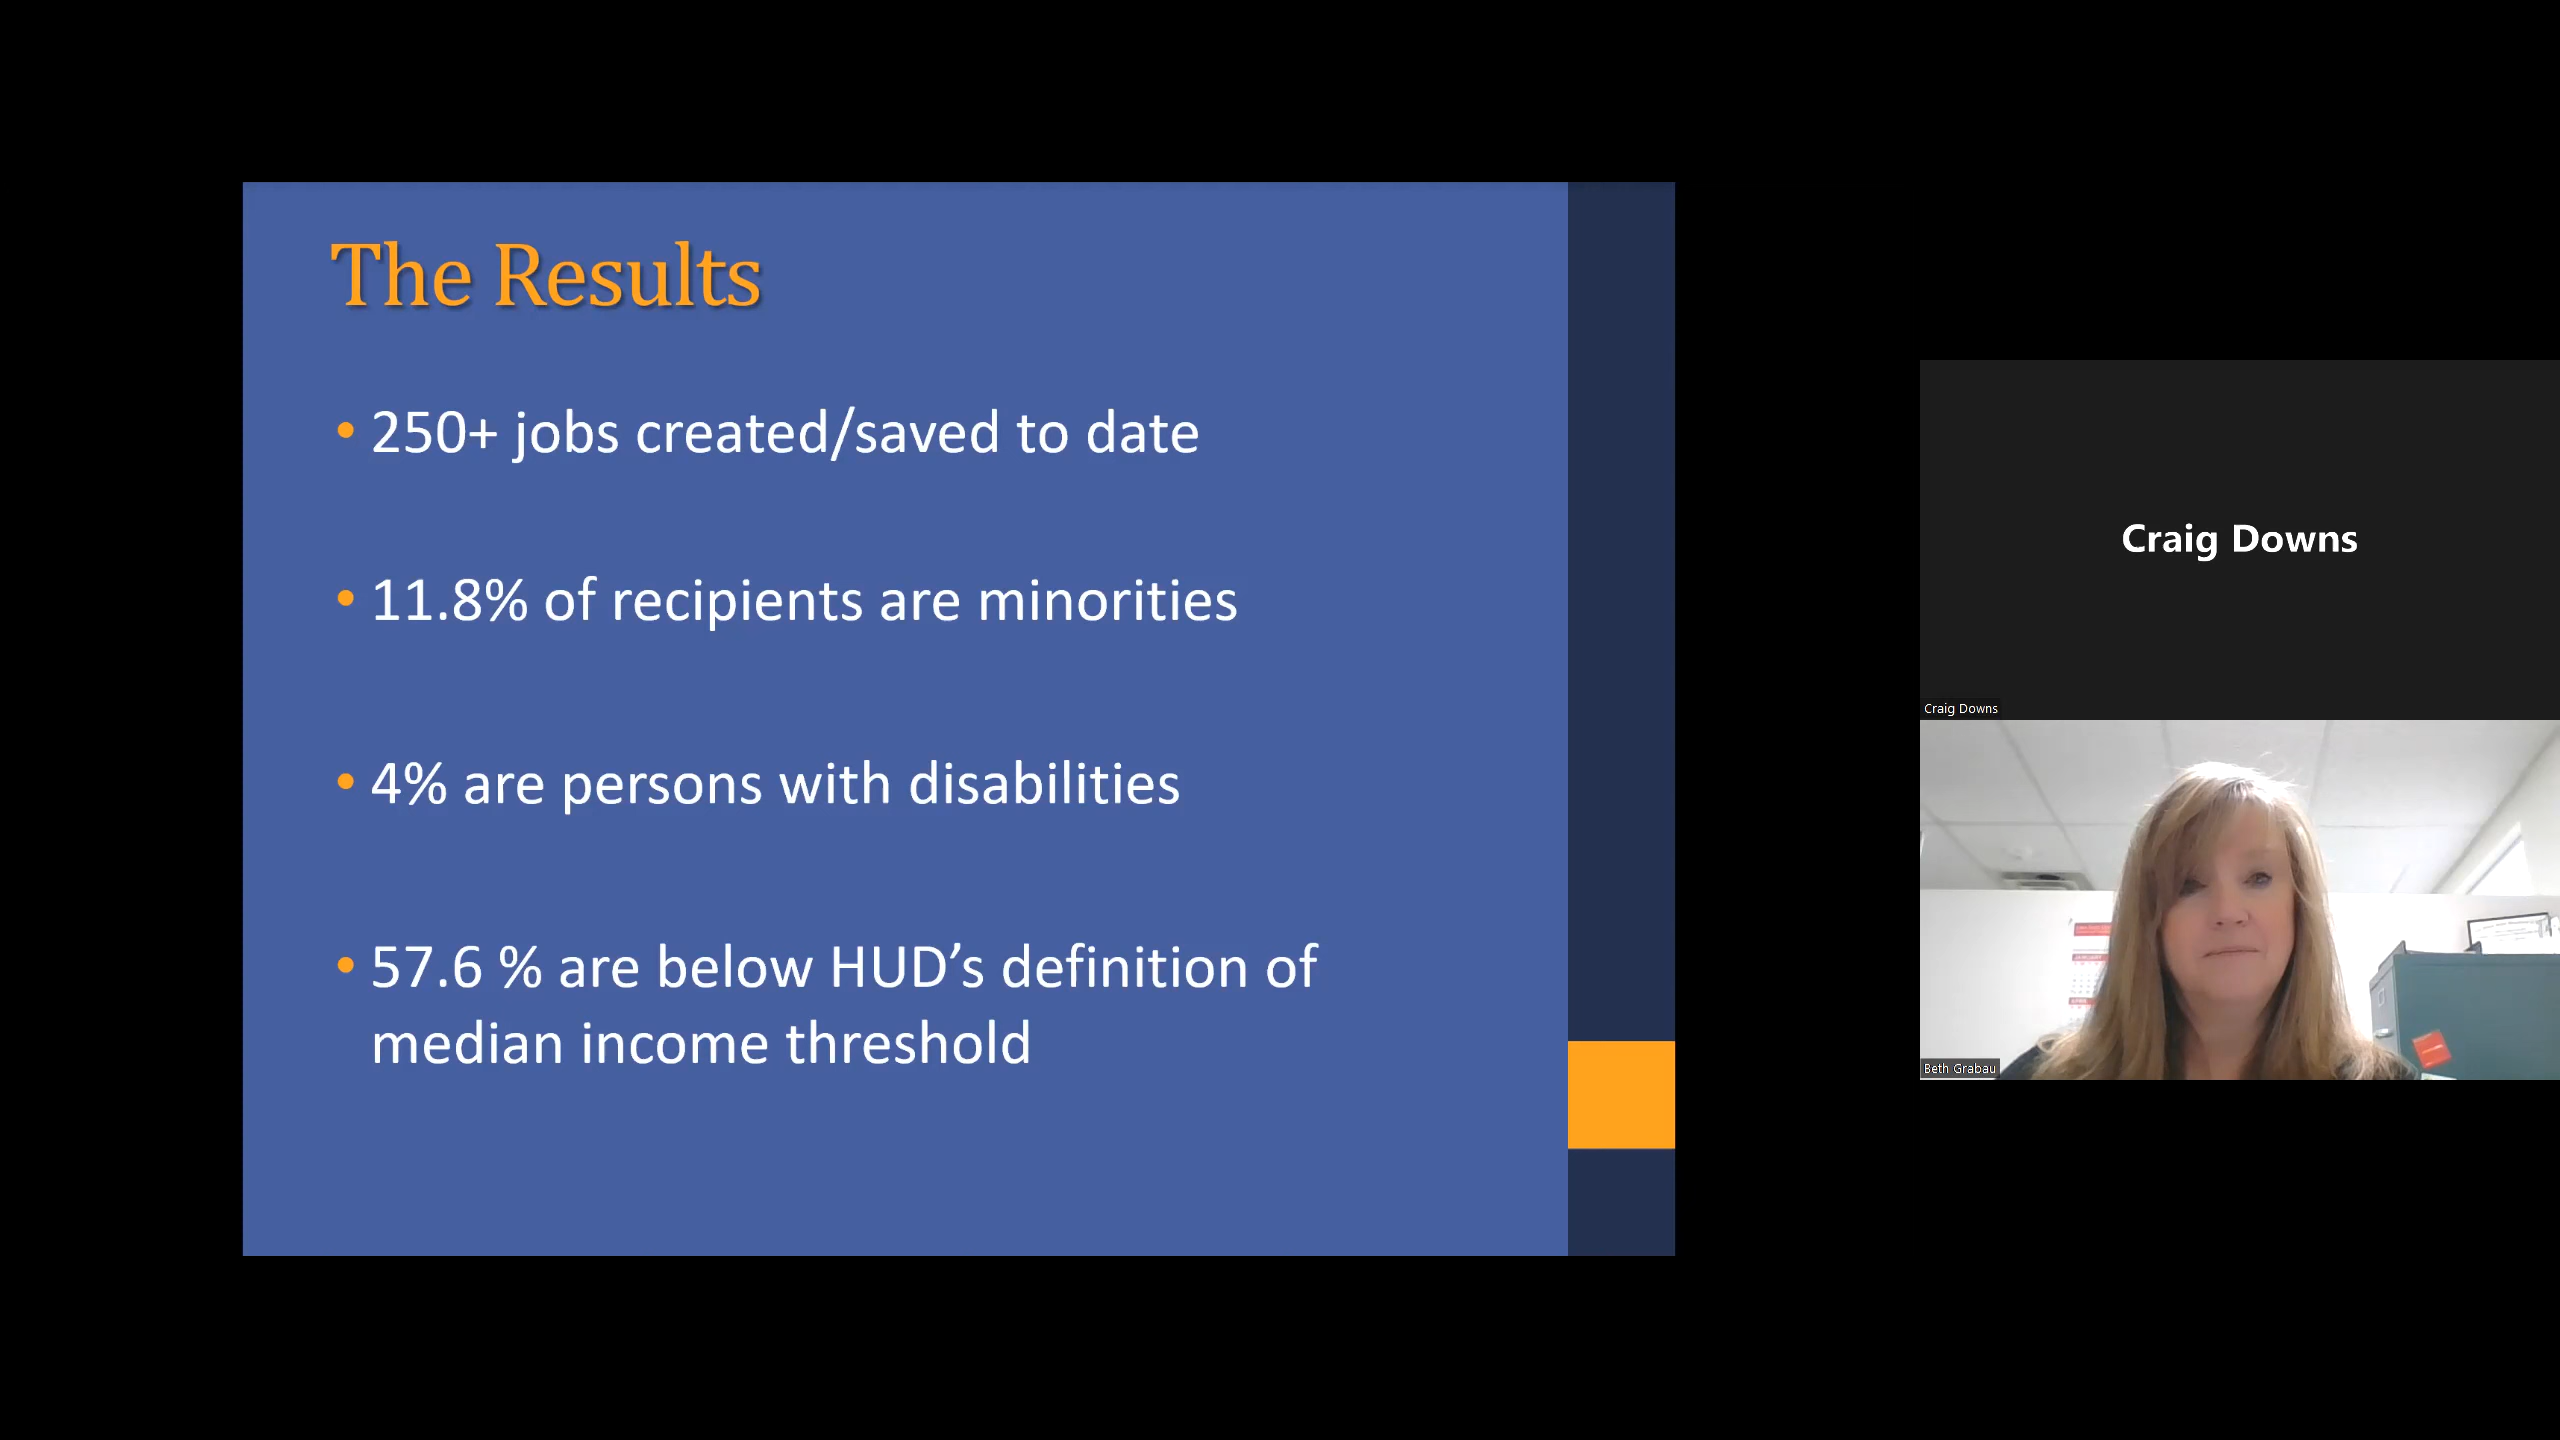 The Results
• 250+ jobs created/saved to date
• 11.8% of recipients are minorities
• 4% are persons with disabilities
• 57.6 % are below HUD’s definition of
median income threshold
Craig Downs
Craig Downs
JANUARY
Beth Grabau